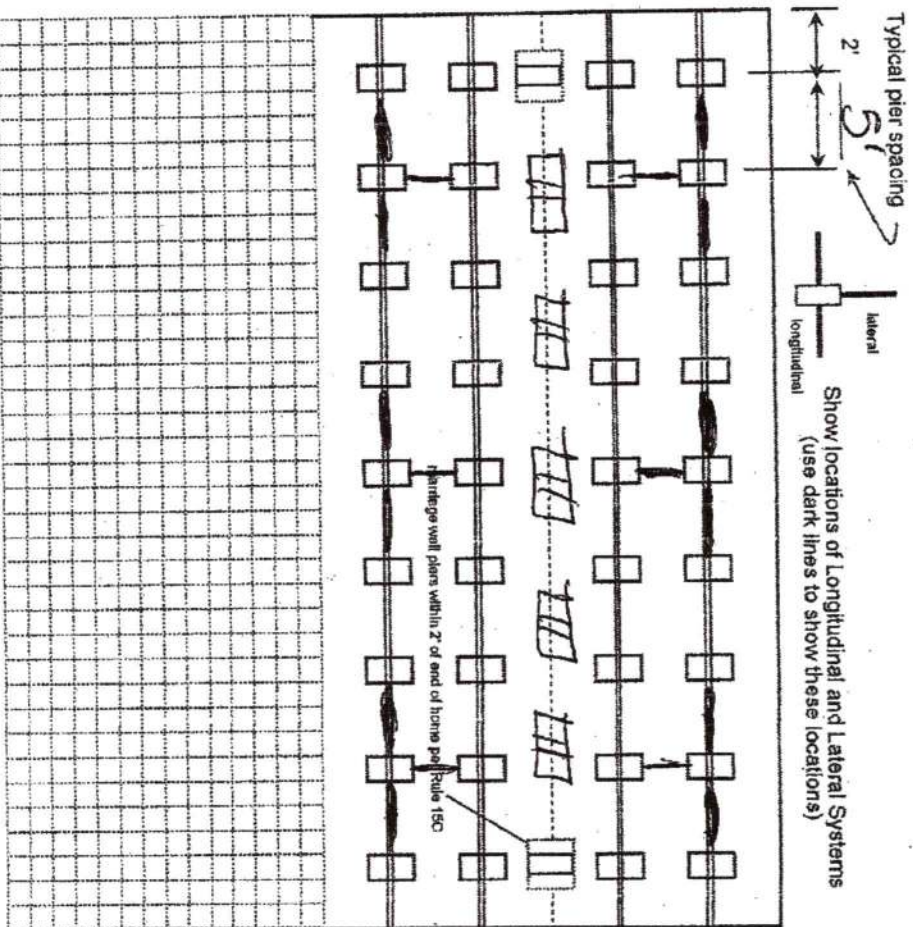 Typical pier spacing
2'
5'
lateral
longitudinal
Show locations of Longitudinal and Lateral Systems
(use dark lines to show these locations)
marriage wall piers within 2' of end of home per Rule 15C